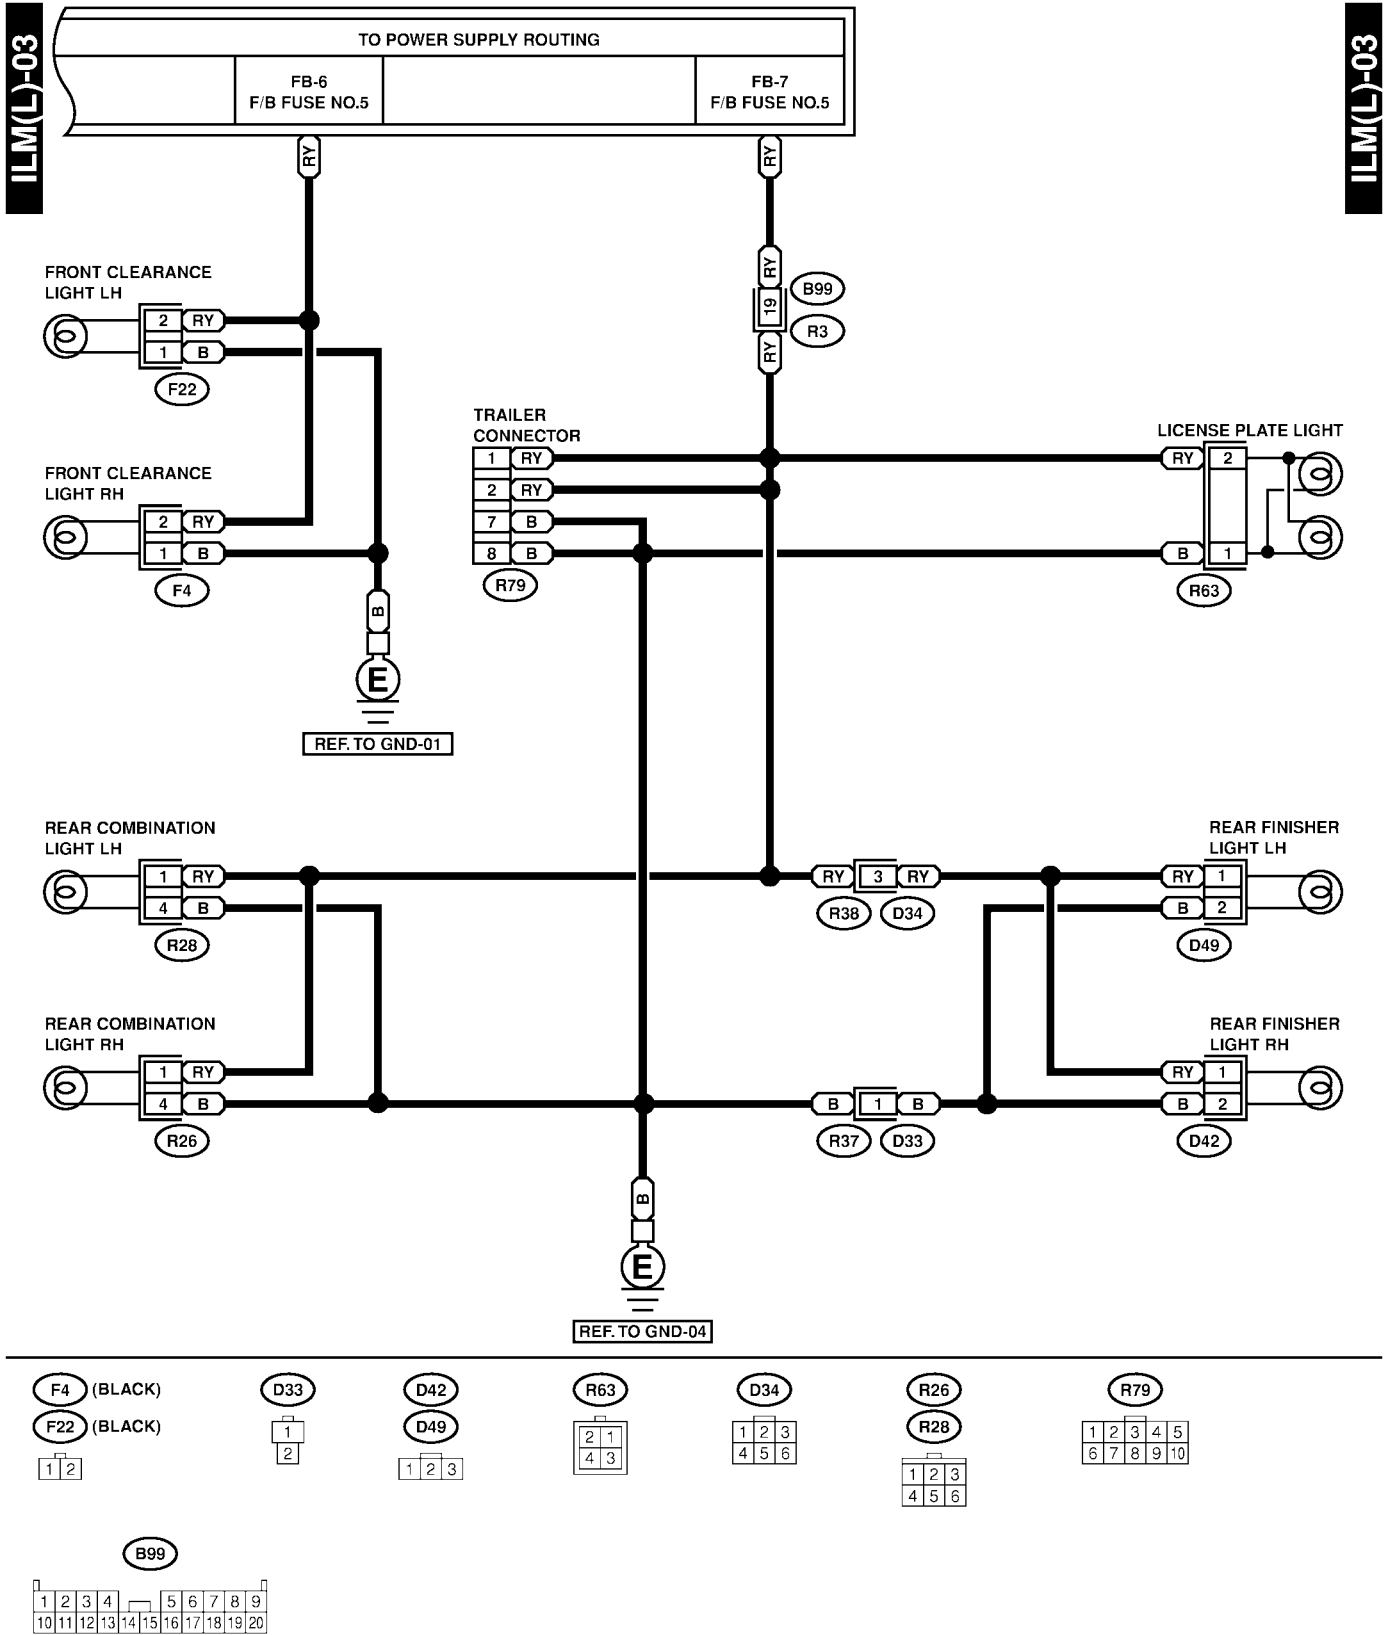 ILM(L)-03
ILM(L)-03
TO POWER SUPPLY ROUTING
FB-6
F/B FUSE NO.5
FB-7
F/B FUSE NO.5
RY
RY
FRONT CLEARANCE
LIGHT LH
2 RY
1 B
F22
RY
19
RY
B99
R3
FRONT CLEARANCE
LIGHT RH
2 RY
1 B
F4
B
E
REF. TO GND-01
TRAILER
CONNECTOR
1 RY
2 RY
7 B
8 B
R79
LICENSE PLATE LIGHT
RY 2
B 1
R63
REAR COMBINATION
LIGHT LH
1 RY
4 B
R28
RY 3 RY
R38 D34
REAR FINISHER
LIGHT LH
RY 1
B 2
D49
REAR COMBINATION
LIGHT RH
1 RY
4 B
R26
B 1 B
R37 D33
REAR FINISHER
LIGHT RH
RY 1
B 2
D42
B
E
REF. TO GND-04
F4 (BLACK)
F22 (BLACK)
1 2
D33
1
2
D42
D49
1 2 3
R63
2 1
4 3
D34
1 2 3
4 5 6
R26
R28
1 2 3
4 5 6
R79
1 2 3 4 5
6 7 8 9 10
B99
1 2 3 4 5 6 7 8 9
10 11 12 13 14 15 16 17 18 19 20